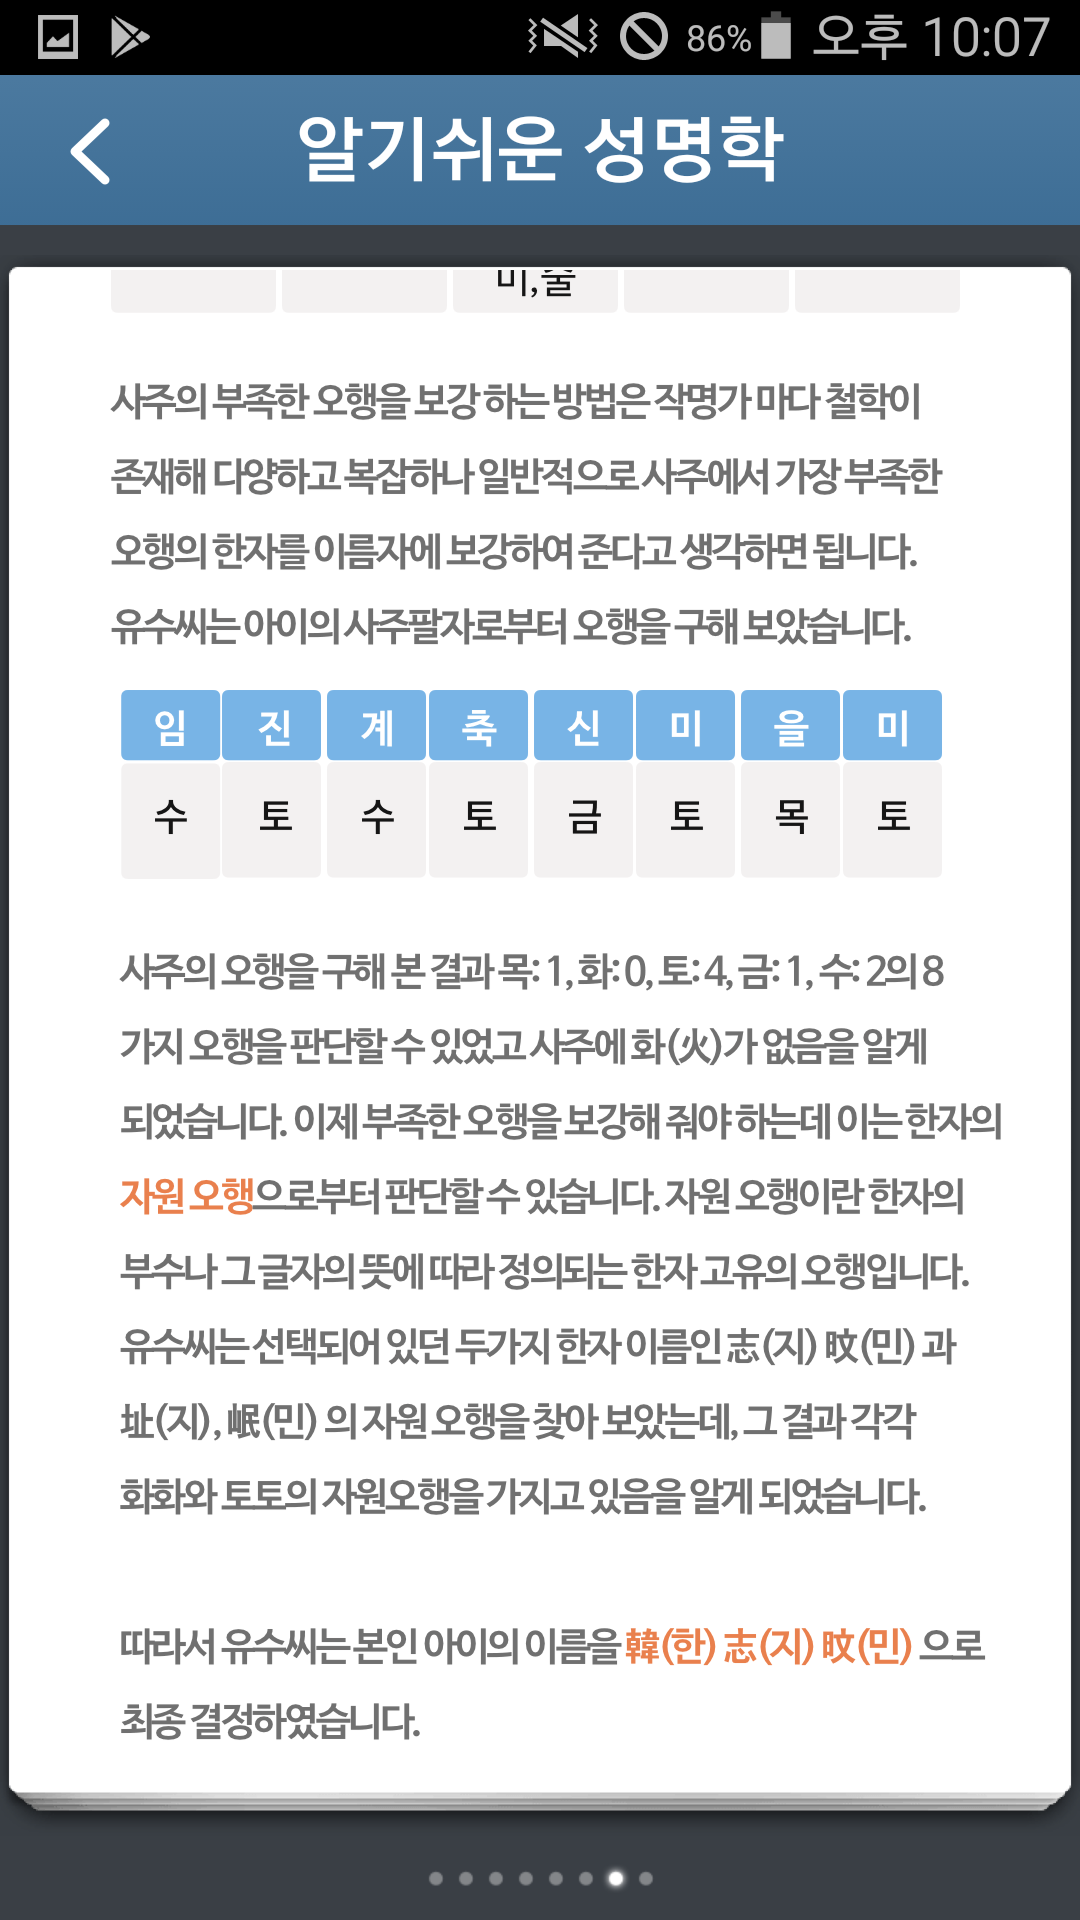 86% 오후 10:07
알기쉬운 성명학
사주의 부족한 오행을 보강 하는 방법은 작명가 마다 철학이
존재해 다양하고 복잡하나 일반적으로 사주에서 가장 부족한
오행의 한자를 이름자에 보강하여 준다고 생각하면 됩니다.
유수씨는 아이의 사주팔자로부터 오행을 구해 보았습니다.
임 진 계 축 신 미 을 미
수 토 수 토 금 토 목 토
사주의 오행을 구해 본 결과 목: 1, 화: 0, 토: 4, 금: 1, 수: 2의 8
가지 오행을 판단할 수 있었고 사주에 화(火)가 없음을 알게
되었습니다. 이제 부족한 오행을 보강해 줘야 하는데 이는 한자의
자원 오행으로부터 판단할 수 있습니다. 자원 오행이란 한자의
부수나 그 글자의 뜻에 따라 정의되는 한자 고유의 오행입니다.
유수씨는 선택되어 있던 두가지 한자 이름인 志(지) 旼(민) 과
址(지), 岷(민) 의 자원 오행을 찾아 보았는데, 그 결과 각각
화화와 토토의 자원오행을 가지고 있음을 알게 되었습니다.
따라서 유수씨는 본인 아이의 이름을 韓(한) 志(지) 旼(민) 으로
최종 결정하였습니다.